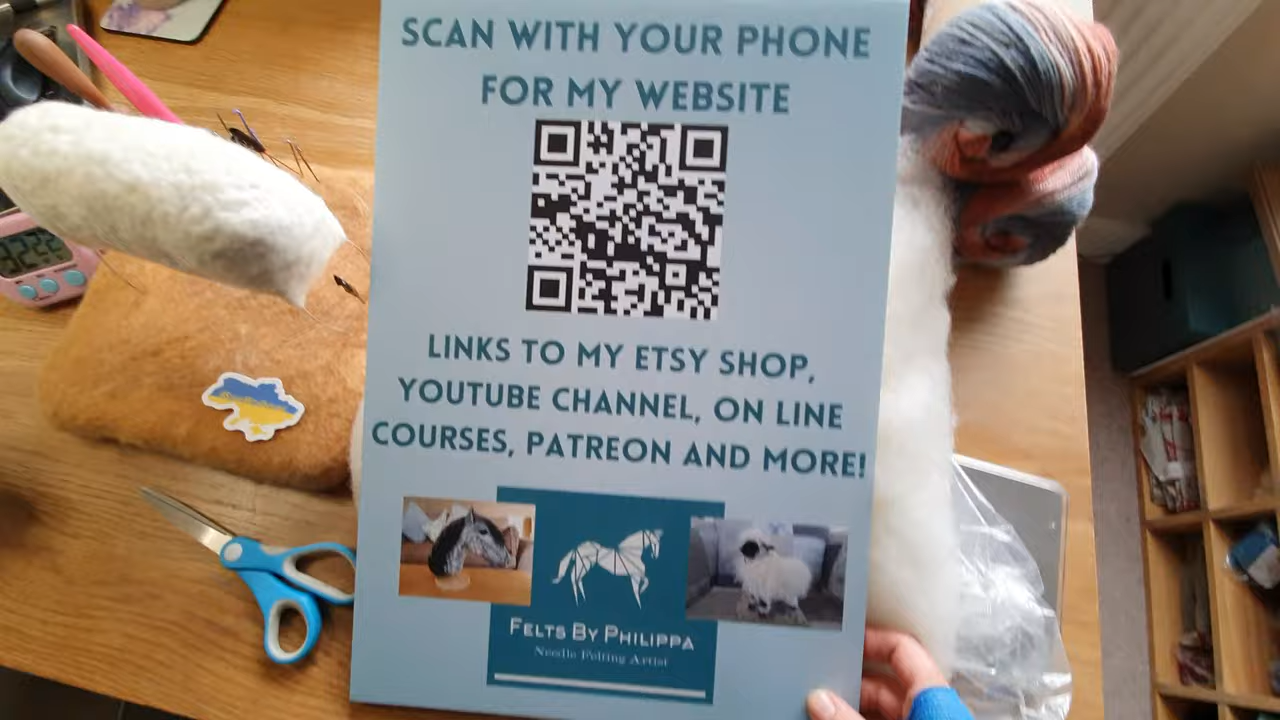 SCAN WITH YOUR PHONE
FOR MY WEBSITE
LINKS TO MY ETSY SHOP,
YOUTUBE CHANNEL, ON LINE
COURSES, PATREON AND MORE!
FELTS BY PHILIPPA
Needle Felting Artist